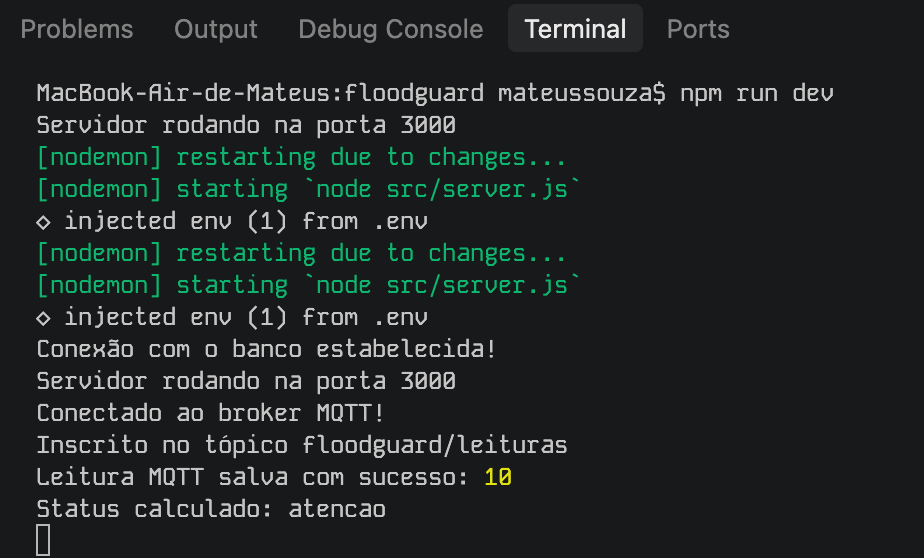 Problems Output Debug Console Terminal Ports
MacBook-Air-de-Mateus:floodguard mateussouza$ npm run dev
Servidor rodando na porta 3000
[nodemon] restarting due to changes...
[nodemon] starting `node src/server.js`
◇ injected env (1) from .env
[nodemon] restarting due to changes...
[nodemon] starting `node src/server.js`
◇ injected env (1) from .env
Conexão com o banco estabelecida!
Servidor rodando na porta 3000
Conectado ao broker MQTT!
Inscrito no tópico floodguard/leituras
Leitura MQTT salva com sucesso: 10
Status calculado: atencao